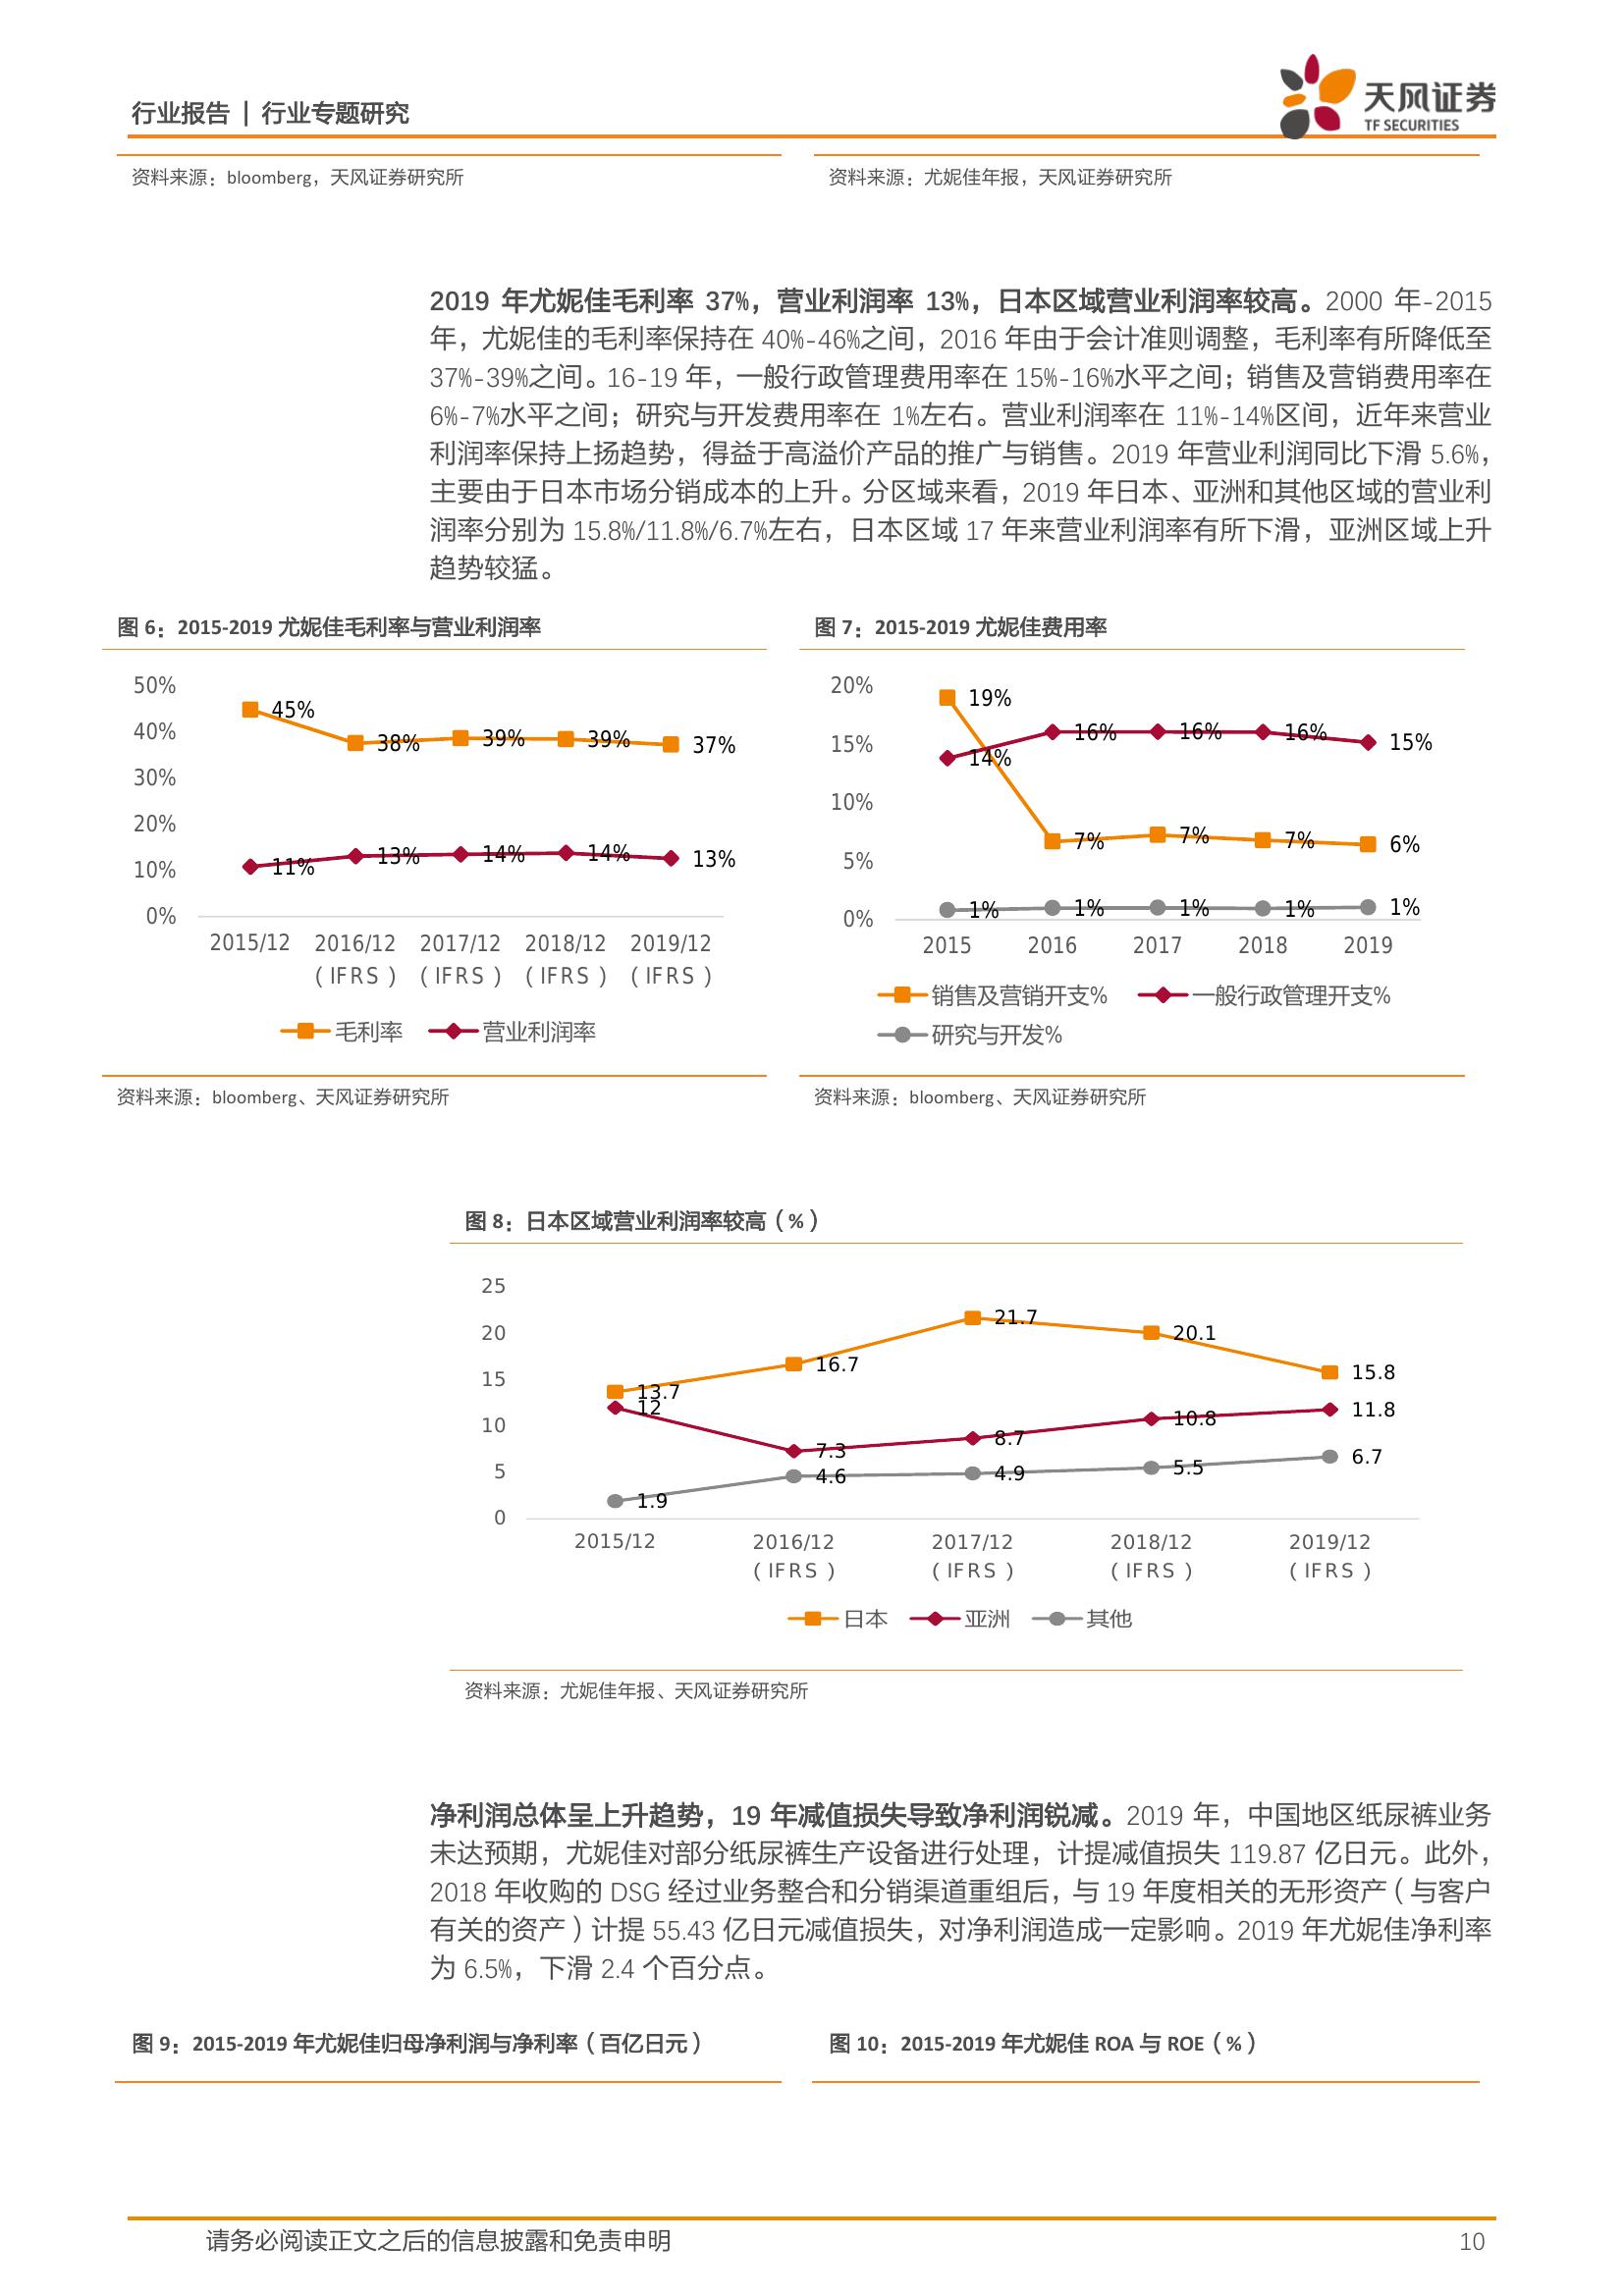 行业报告 | 行业专题研究
天风证券
TF SECURITIES
资料来源：bloomberg，天风证券研究所
资料来源：尤妮佳年报，天风证券研究所
2019 年尤妮佳毛利率 37%，营业利润率 13%，日本区域营业利润率较高。2000 年-2015
年，尤妮佳的毛利率保持在 40%-46%之间，2016 年由于会计准则调整，毛利率有所降低至
37%-39%之间。16-19 年，一般行政管理费用率在 15%-16%水平之间；销售及营销费用率在
6%-7%水平之间；研究与开发费用率在 1%左右。营业利润率在 11%-14%区间，近年来营业
利润率保持上扬趋势，得益于高溢价产品的推广与销售。2019 年营业利润同比下滑 5.6%，
主要由于日本市场分销成本的上升。分区域来看，2019 年日本、亚洲和其他区域的营业利
润率分别为 15.8%/11.8%/6.7%左右，日本区域 17 年来营业利润率有所下滑，亚洲区域上升
趋势较猛。
图 6：2015-2019 尤妮佳毛利率与营业利润率
50%
40%
30%
20%
10%
0%
45%
38%
39%
39%
37%
11%
13%
14%
14%
13%
2015/12 2016/12 2017/12 2018/12 2019/12
（IFRS）（IFRS）（IFRS）（IFRS）
毛利率 营业利润率
资料来源：bloomberg、天风证券研究所
图 7：2015-2019 尤妮佳费用率
20%
15%
10%
5%
0%
19%
7%
7%
7%
6%
14%
16%
16%
16%
15%
1%
1%
1%
1%
1%
2015 2016 2017 2018 2019
销售及营销开支% 一般行政管理开支%
研究与开发%
资料来源：bloomberg、天风证券研究所
图 8：日本区域营业利润率较高（%）
25
20
15
10
5
0
13.7
16.7
21.7
20.1
15.8
12
7.3
8.7
10.8
11.8
1.9
4.6
4.9
5.5
6.7
2015/12 2016/12 2017/12 2018/12 2019/12
（IFRS）（IFRS）（IFRS）（IFRS）
日本 亚洲 其他
资料来源：尤妮佳年报、天风证券研究所
净利润总体呈上升趋势，19 年减值损失导致净利润锐减。2019 年，中国地区纸尿裤业务
未达预期，尤妮佳对部分纸尿裤生产设备进行处理，计提减值损失 119.87 亿日元。此外，
2018 年收购的 DSG 经过业务整合和分销渠道重组后，与 19 年度相关的无形资产（与客户
有关的资产）计提 55.43 亿日元减值损失，对净利润造成一定影响。2019 年尤妮佳净利率
为 6.5%，下滑 2.4 个百分点。
图 9：2015-2019 年尤妮佳归母净利润与净利率（百亿日元）
图 10：2015-2019 年尤妮佳 ROA 与 ROE（%）
请务必阅读正文之后的信息披露和免责申明
10